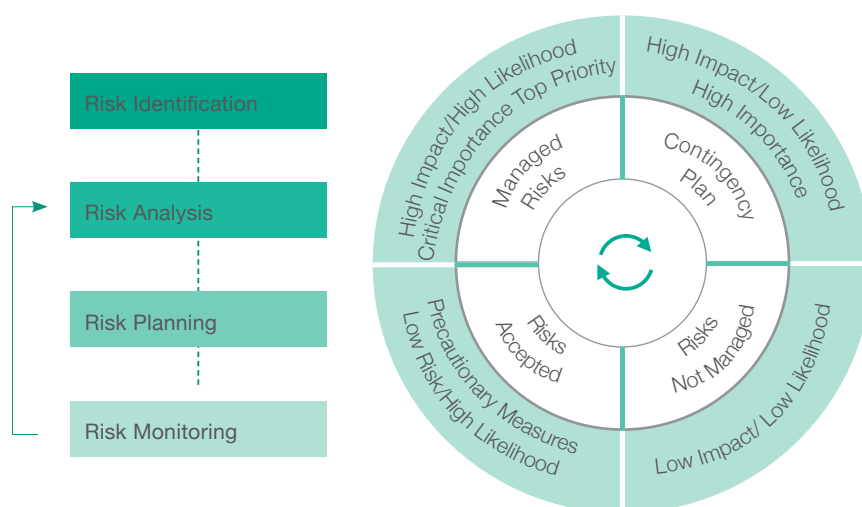 Risk Identification
Risk Analysis
Risk Planning
Risk Monitoring
High Impact/High Likelihood
Critical Importance Top Priority
Managed
Risks
High Impact/Low Likelihood
High Importance
Contingency
Plan
Risks
Accepted
Precautionary Measures
Low Risk/High Likelihood
Risks
Not Managed
Low Impact/ Low Likelihood